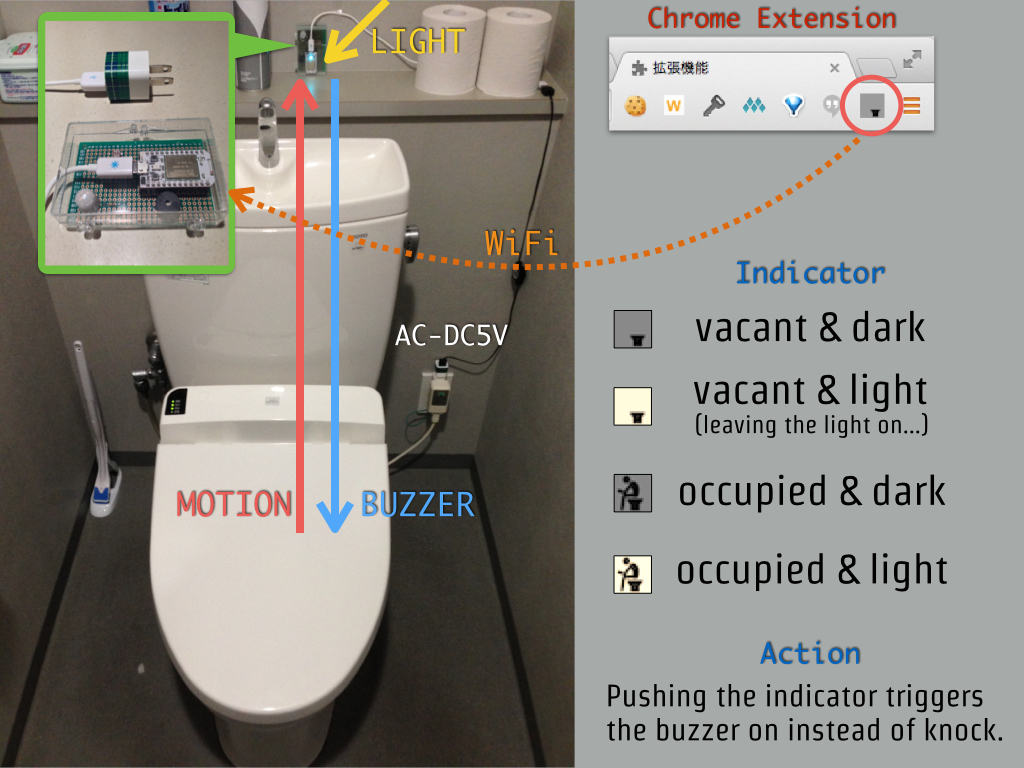 LIGHT
Chrome Extension
拡張機能
W
WiFi
AC-DC5V
MOTION
BUZZER
Indicator
vacant & dark
vacant & light
(leaving the light on...)
occupied & dark
occupied & light
Action
Pushing the indicator triggers
the buzzer on instead of knock.